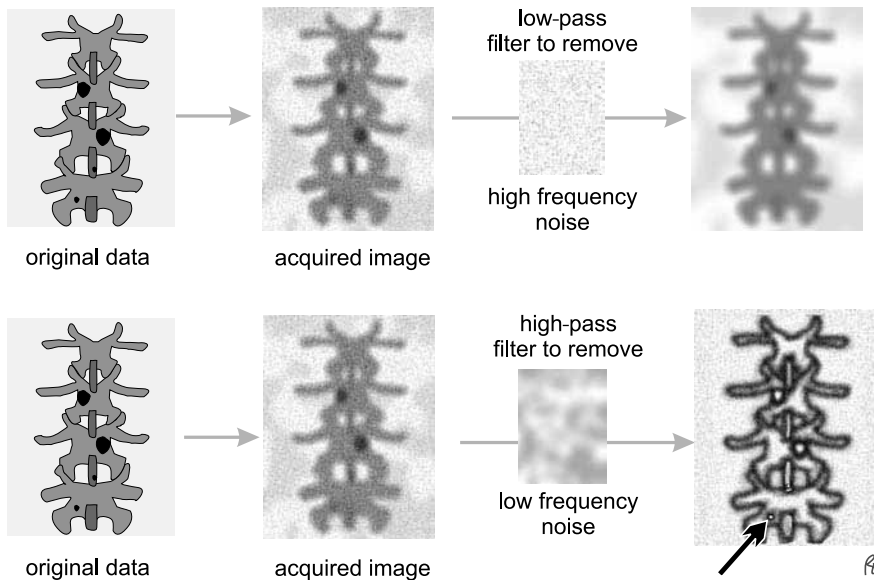 low-pass
filter to remove
high frequency
noise
original data
acquired image
high-pass
filter to remove
low frequency
noise
original data
acquired image